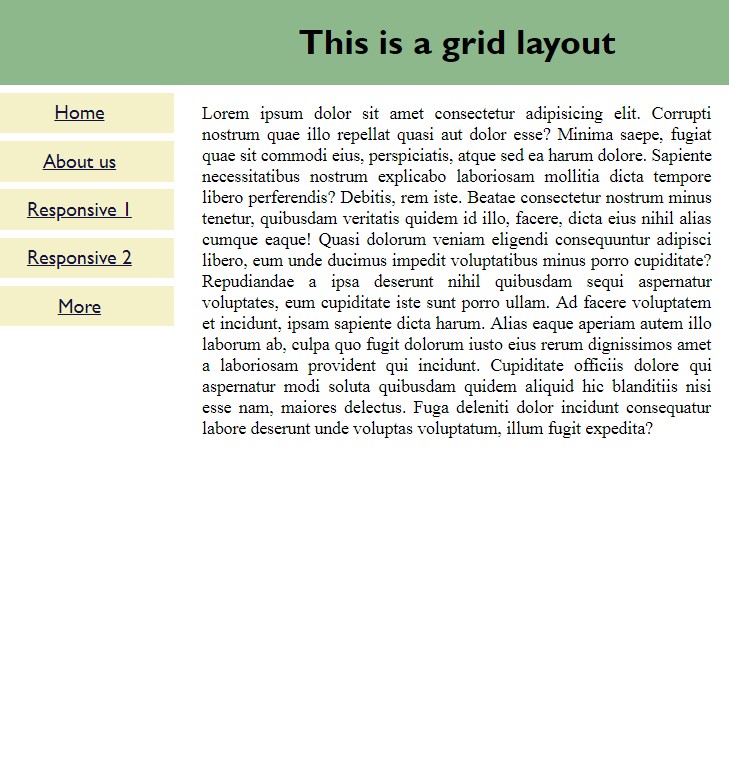 This is a grid layout
Home
About us
Responsive 1
Responsive 2
More
Lorem ipsum dolor sit amet consectetur adipisicing elit. Corrupti
nostrum quae illo repellat quasi aut dolor esse? Minima saepe, fugiat
quae sit commodi eius, perspiciatis, atque sed ea harum dolore. Sapiente
necessitatibus nostrum explicabo laboriosam mollitia dicta tempore
libero perferendis? Debitis, rem iste. Beatae consectetur nostrum minus
tenetur, quibusdam veritatis quidem id illo, facere, dicta eius nihil alias
cumque eaque! Quasi dolorum veniam eligendi consequuntur adipisci
libero, eum unde ducimus impedit voluptatibus minus porro cupiditate?
Repudiandae a ipsa deserunt nihil quibusdam sequi aspernatur
voluptates, eum cupiditate iste sunt porro ullam. Ad facere voluptatem
et incidunt, ipsam sapiente dicta harum. Alias eaque aperiam autem illo
laborum ab, culpa quo fugit dolorum iusto eius rerum dignissimos amet
a laboriosam provident qui incidunt. Cupiditate officiis dolore qui
aspernatur modi soluta quibusdam quidem aliquid hic blanditiis nisi
esse nam, maiores delectus. Fuga deleniti dolor incidunt consequatur
labore deserunt unde voluptas voluptatum, illum fugit expedita?